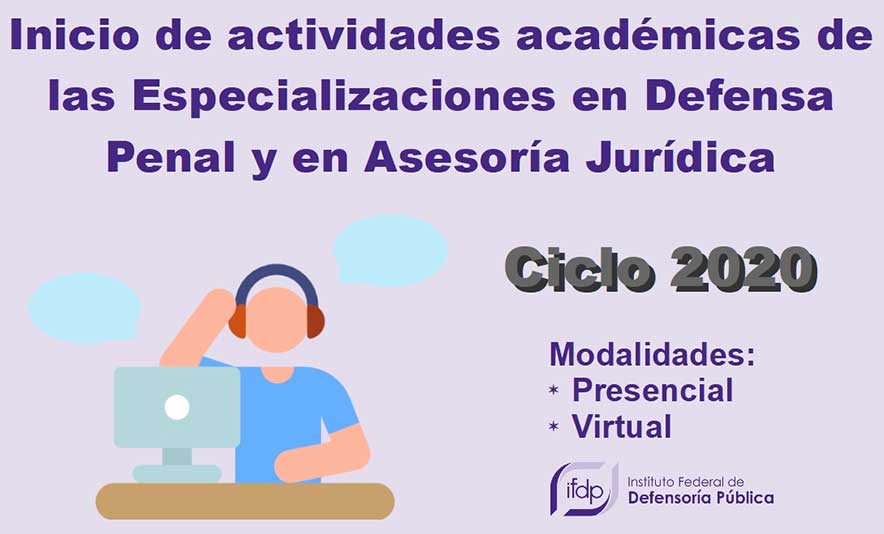 Inicio de actividades académicas de
las Especializaciones en Defensa
Penal y en Asesoría Jurídica
Ciclo 2020
Modalidades:
* Presencial
* Virtual
ifdp
Instituto Federal de
Defensoría Pública